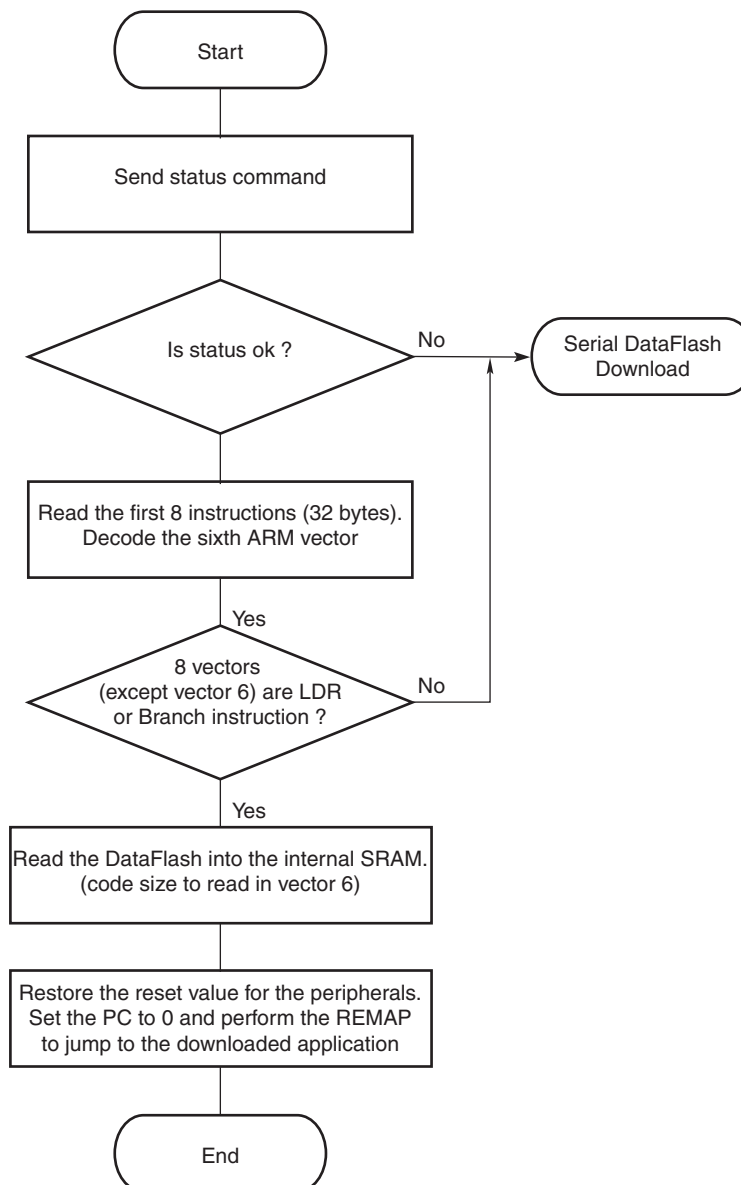 Start
Send status command
Is status ok ?
No
Serial DataFlash
Download
Read the first 8 instructions (32 bytes).
Decode the sixth ARM vector
Yes
8 vectors
(except vector 6) are LDR
or Branch instruction ?
No
Yes
Read the DataFlash into the internal SRAM.
(code size to read in vector 6)
Restore the reset value for the peripherals.
Set the PC to 0 and perform the REMAP
to jump to the downloaded application
End